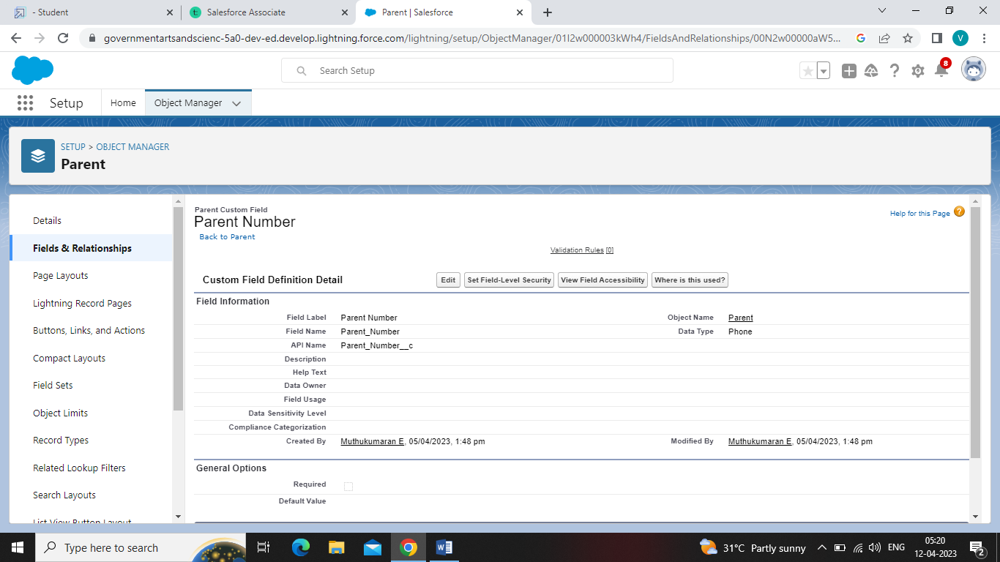 - Student
Salesforce Associate
Parent | Salesforce
governmentartsandscienc-5a0-dev-ed.develop.lightning.force.com/lightning/setup/ObjectManager/01I2w000003kWh4/FieldsAndRelationships/00N2w00000aW5...
V
Search Setup
8
Setup
Home
Object Manager
SETUP > OBJECT MANAGER
Parent
Details
Fields & Relationships
Page Layouts
Lightning Record Pages
Buttons, Links, and Actions
Compact Layouts
Field Sets
Object Limits
Record Types
Related Lookup Filters
Search Layouts
List View Button Layout
Parent Custom Field
Parent Number
Back to Parent
Help for this Page ?
Validation Rules [0]
Custom Field Definition Detail
Edit
Set Field-Level Security
View Field Accessibility
Where is this used?
Field Information
Field Label Parent Number Object Name Parent
Field Name Parent_Number Data Type Phone
API Name Parent_Number__c
Description
Help Text
Data Owner
Field Usage
Data Sensitivity Level
Compliance Categorization
Created By Muthukumaran E, 05/04/2023, 1:48 pm Modified By Muthukumaran E, 05/04/2023, 1:48 pm
General Options
Required
Default Value
Type here to search
31°C Partly sunny
ENG
05:20
12-04-2023
2